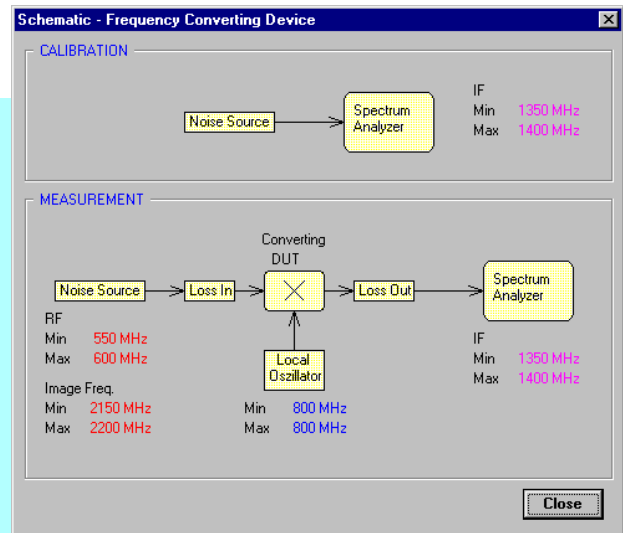 Schematic - Frequency Converting Device
CALIBRATION
Noise Source
Spectrum
Analyzer
IF
Min 1350 MHz
Max 1400 MHz
MEASUREMENT
Converting
DUT
Noise Source
Loss In
Loss Out
Spectrum
Analyzer
RF
Min 550 MHz
Max 600 MHz
Local
Oszillator
IF
Min 1350 MHz
Max 1400 MHz
Image Freq.
Min 2150 MHz
Max 2200 MHz
Min 800 MHz
Max 800 MHz
Close